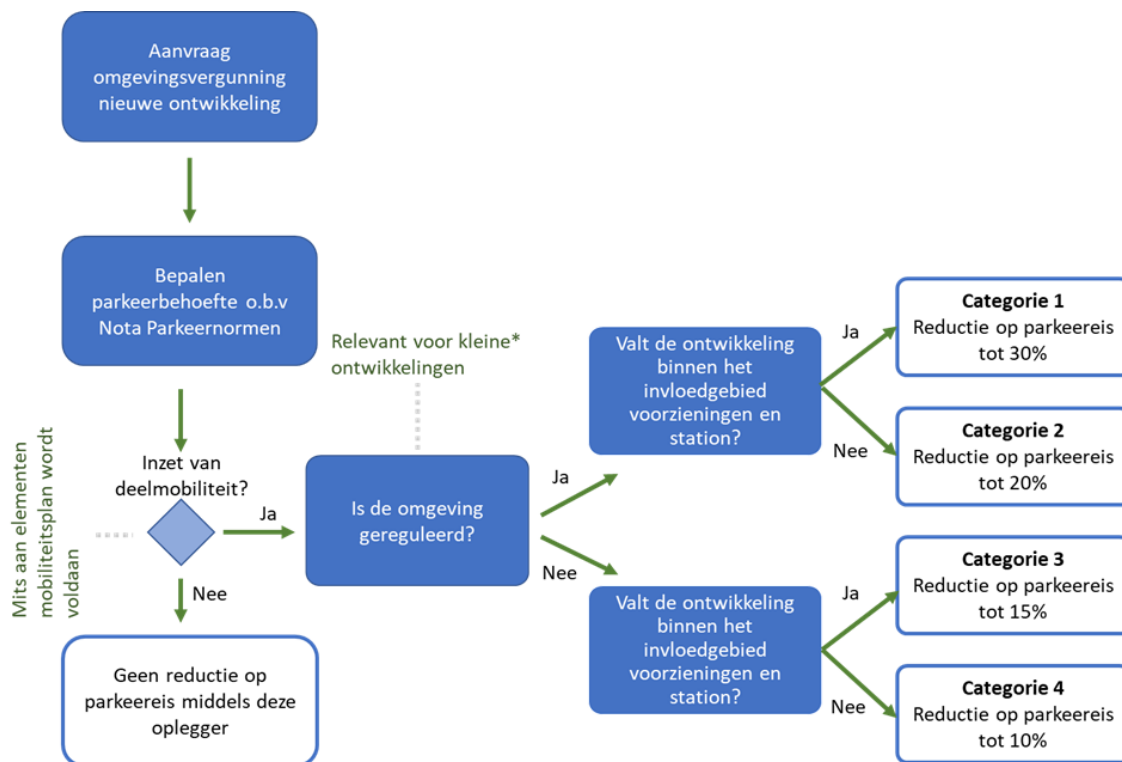 Aanvraag
omgevingsvergunning
nieuwe ontwikkeling
Bepalen
parkeerbehoefte o.b.v
Nota Parkeernormen
Mits aan elementen
mobiliteitsplan wordt
voldaan
Inzet van
deelmobiliteit?
Ja
Nee
Geen reductie op
parkeereis middels deze
oplegger
Relevant voor kleine*
ontwikkelingen
Is de omgeving
gereguleerd?
Ja
Nee
Valt de ontwikkeling
binnen het
invloedgebied
voorzieningen en
station?
Ja
Nee
Categorie 1
Reductie op parkeereis
tot 30%
Categorie 2
Reductie op parkeereis
tot 20%
Valt de ontwikkeling
binnen het
invloedgebied
voorzieningen en
station?
Ja
Nee
Categorie 3
Reductie op parkeereis
tot 15%
Categorie 4
Reductie op parkeereis
tot 10%